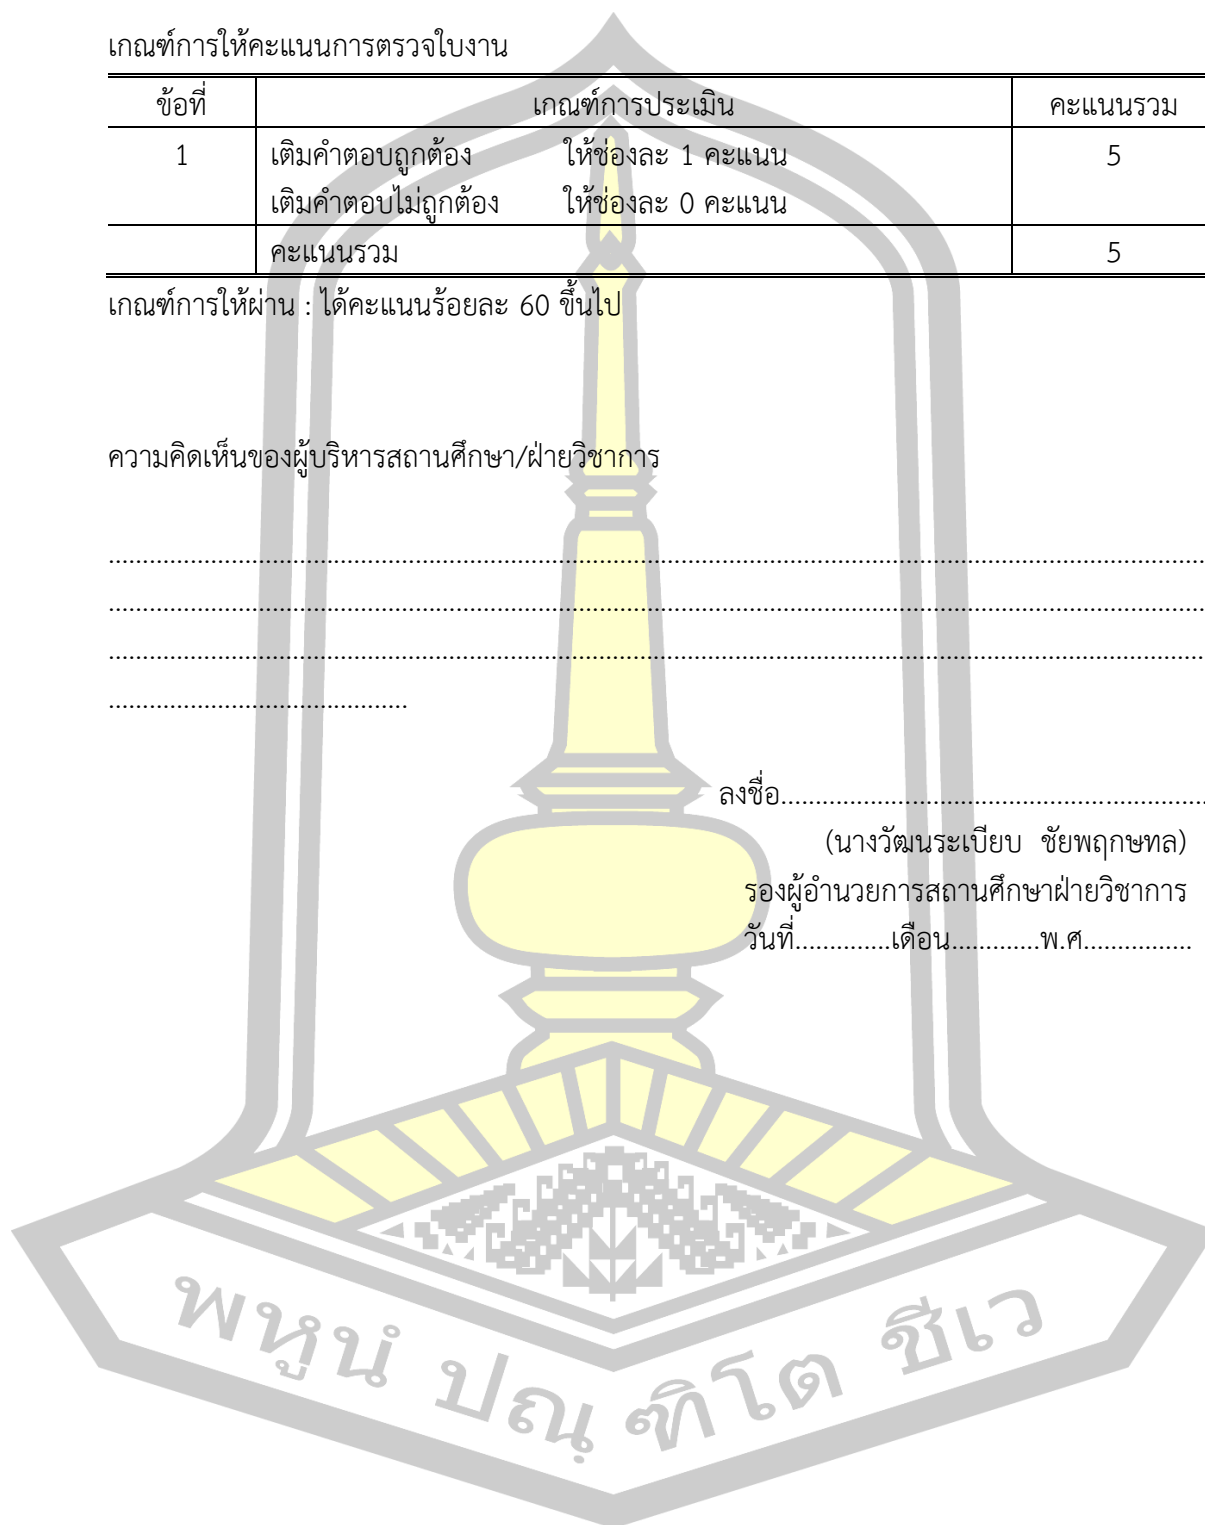 เกณฑ์การให้คะแนนการตรวจใบงาน
ข้อที่ เกณฑ์การประเมิน คะแนนรวม
1 เติมคำตอบถูกต้อง ให้ช่องละ 1 คะแนน 5
เติมคำตอบไม่ถูกต้อง ให้ช่องละ 0 คะแนน
คะแนนรวม 5
เกณฑ์การให้ผ่าน : ได้คะแนนร้อยละ 60 ขึ้นไป
ความคิดเห็นของผู้บริหารสถานศึกษา/ฝ่ายวิชาการ
................................................................................................................................................................
................................................................................................................................................................
................................................................................................................................................................
............................................
ลงชื่อ..............................................................
(นางวัฒนระเบียบ ชัยพฤกษทล)
รองผู้อำนวยการสถานศึกษาฝ่ายวิชาการ
วันที่..............เดือน.............พ.ศ................
พหูนํ ปณฺฑิโต ชีเว